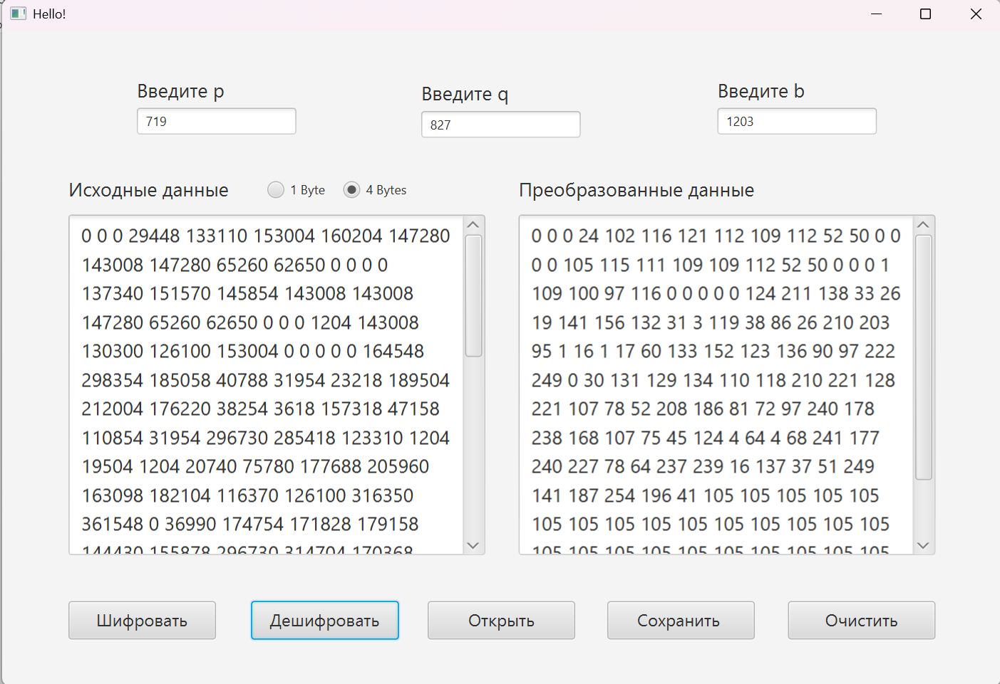 Hello!
Введите p
Введите q
Введите b
719
827
1203
Исходные данные
1 Byte
4 Bytes
Преобразованные данные
0 0 0 29448 133110 153004 160204 147280
143008 147280 65260 62650 0 0 0 0
137340 151570 145854 143008 143008
147280 65260 62650 0 0 0 1204 143008
130300 126100 153004 0 0 0 0 0 164548
298354 185058 40788 31954 23218 189504
212004 176220 38254 3618 157318 47158
110854 31954 296730 285418 123310 1204
19504 1204 20740 75780 177688 205960
163098 182104 116370 126100 316350
361548 0 36990 174754 171828 179158
144430 155878 296730 314704 170368
0 0 0 24 102 116 121 112 109 112 52 50 0 0
0 0 105 115 111 109 109 112 52 50 0 0 0 1
109 100 97 116 0 0 0 0 0 124 211 138 33 26
19 141 156 132 31 3 119 38 86 26 210 203
95 1 16 1 17 60 133 152 123 136 90 97 222
249 0 30 131 129 134 110 118 210 221 128
221 107 78 52 208 186 81 72 97 240 178
238 168 107 75 45 124 4 64 4 68 241 177
240 227 78 64 237 239 16 137 37 51 249
141 187 254 196 41 105 105 105 105 105
105 105 105 105 105 105 105 105 105 105
105 105 105 105 105 105 105 105 105 105
Шифровать
Дешифровать
Открыть
Сохранить
Очистить